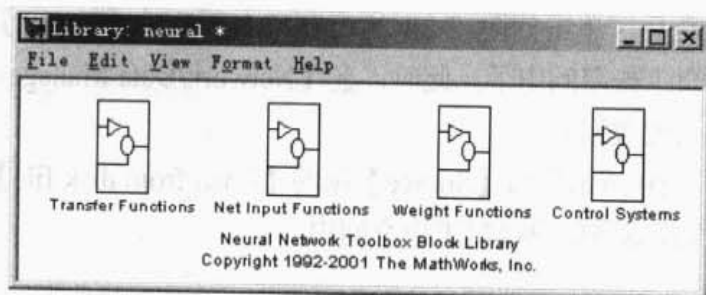 Library: neural *
File Edit View Format Help
Transfer Functions Net Input Functions Weight Functions Control Systems
Neural Network Toolbox Block Library
Copyright 1992-2001 The MathWorks, Inc.